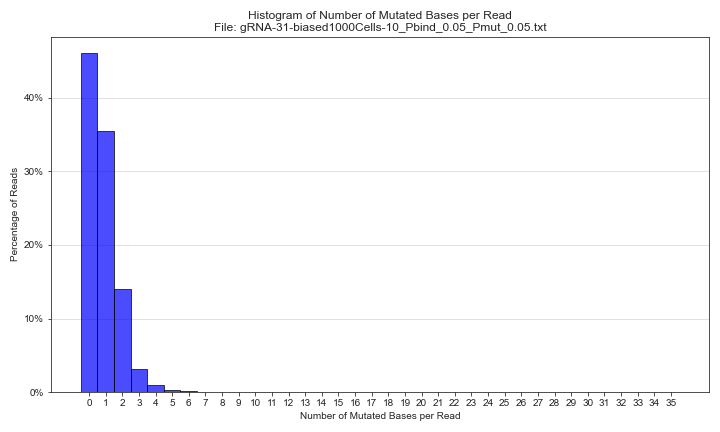 Histogram of Number of Mutated Bases per Read
File: gRNA-31-biased1000Cells-10_Pbind_0.05_Pmut_0.05.txt
40%
30%
20%
10%
0%
Percentage of Reads
0 1 2 3 4 5 6 7 8 9 10 11 12 13 14 15 16 17 18 19 20 21 22 23 24 25 26 27 28 29 30 31 32 33 34 35
Number of Mutated Bases per Read